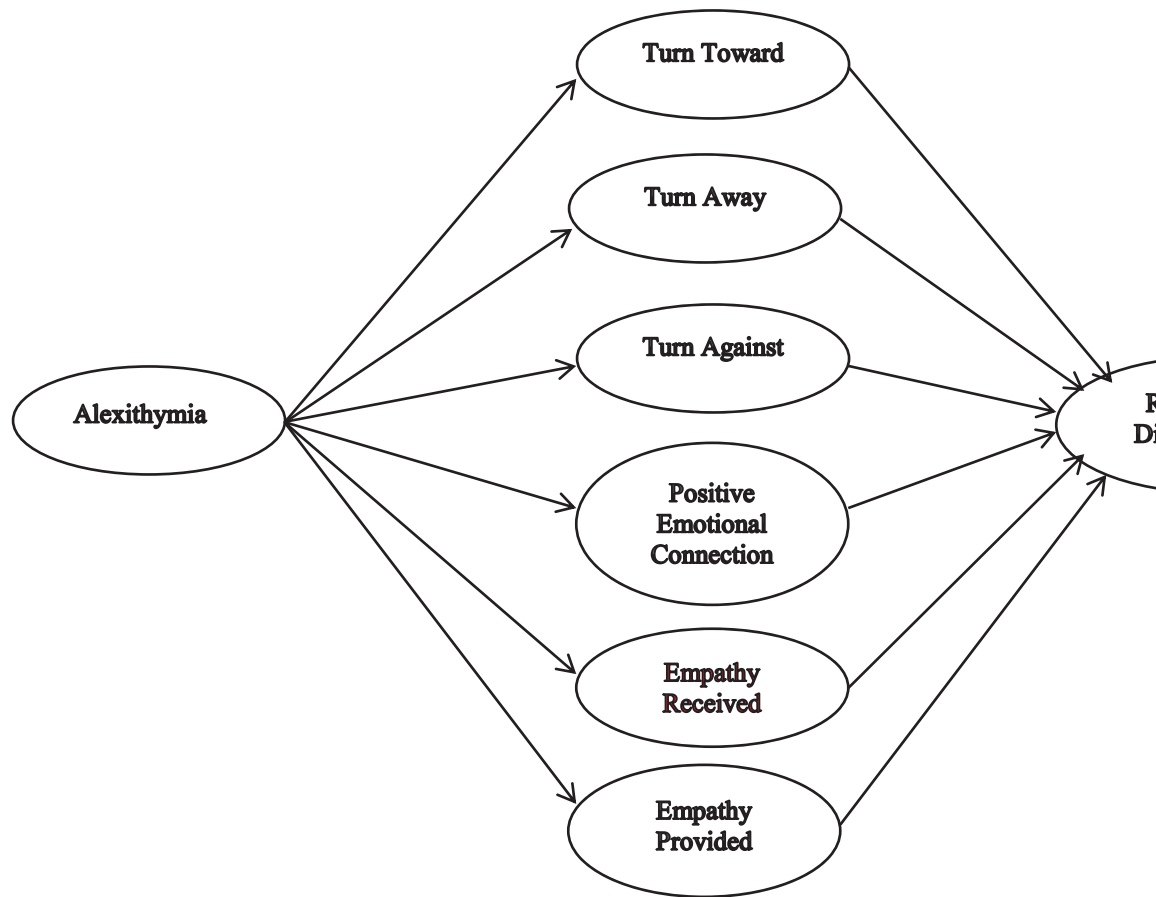 Turn Toward
Turn Away
Turn Against
Alexithymia
Positive
Emotional
Connection
Empathy
Received
Empathy
Provided